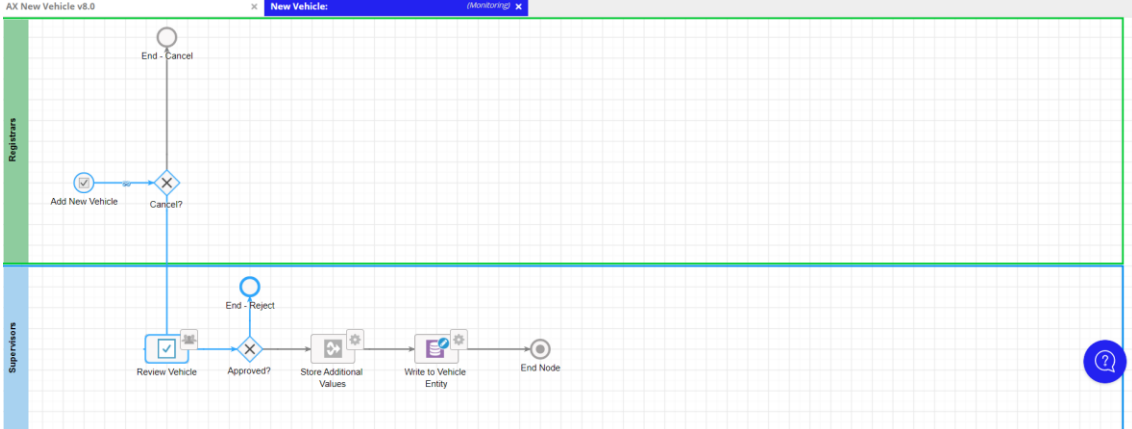 AX New Vehicle v8.0
New Vehicle: (Monitoring)
End - Cancel
Registrars
Add New Vehicle
Cancel?
End - Reject
Supervisors
Review Vehicle
Approved?
Store Additional
Values
Write to Vehicle
Entity
End Node